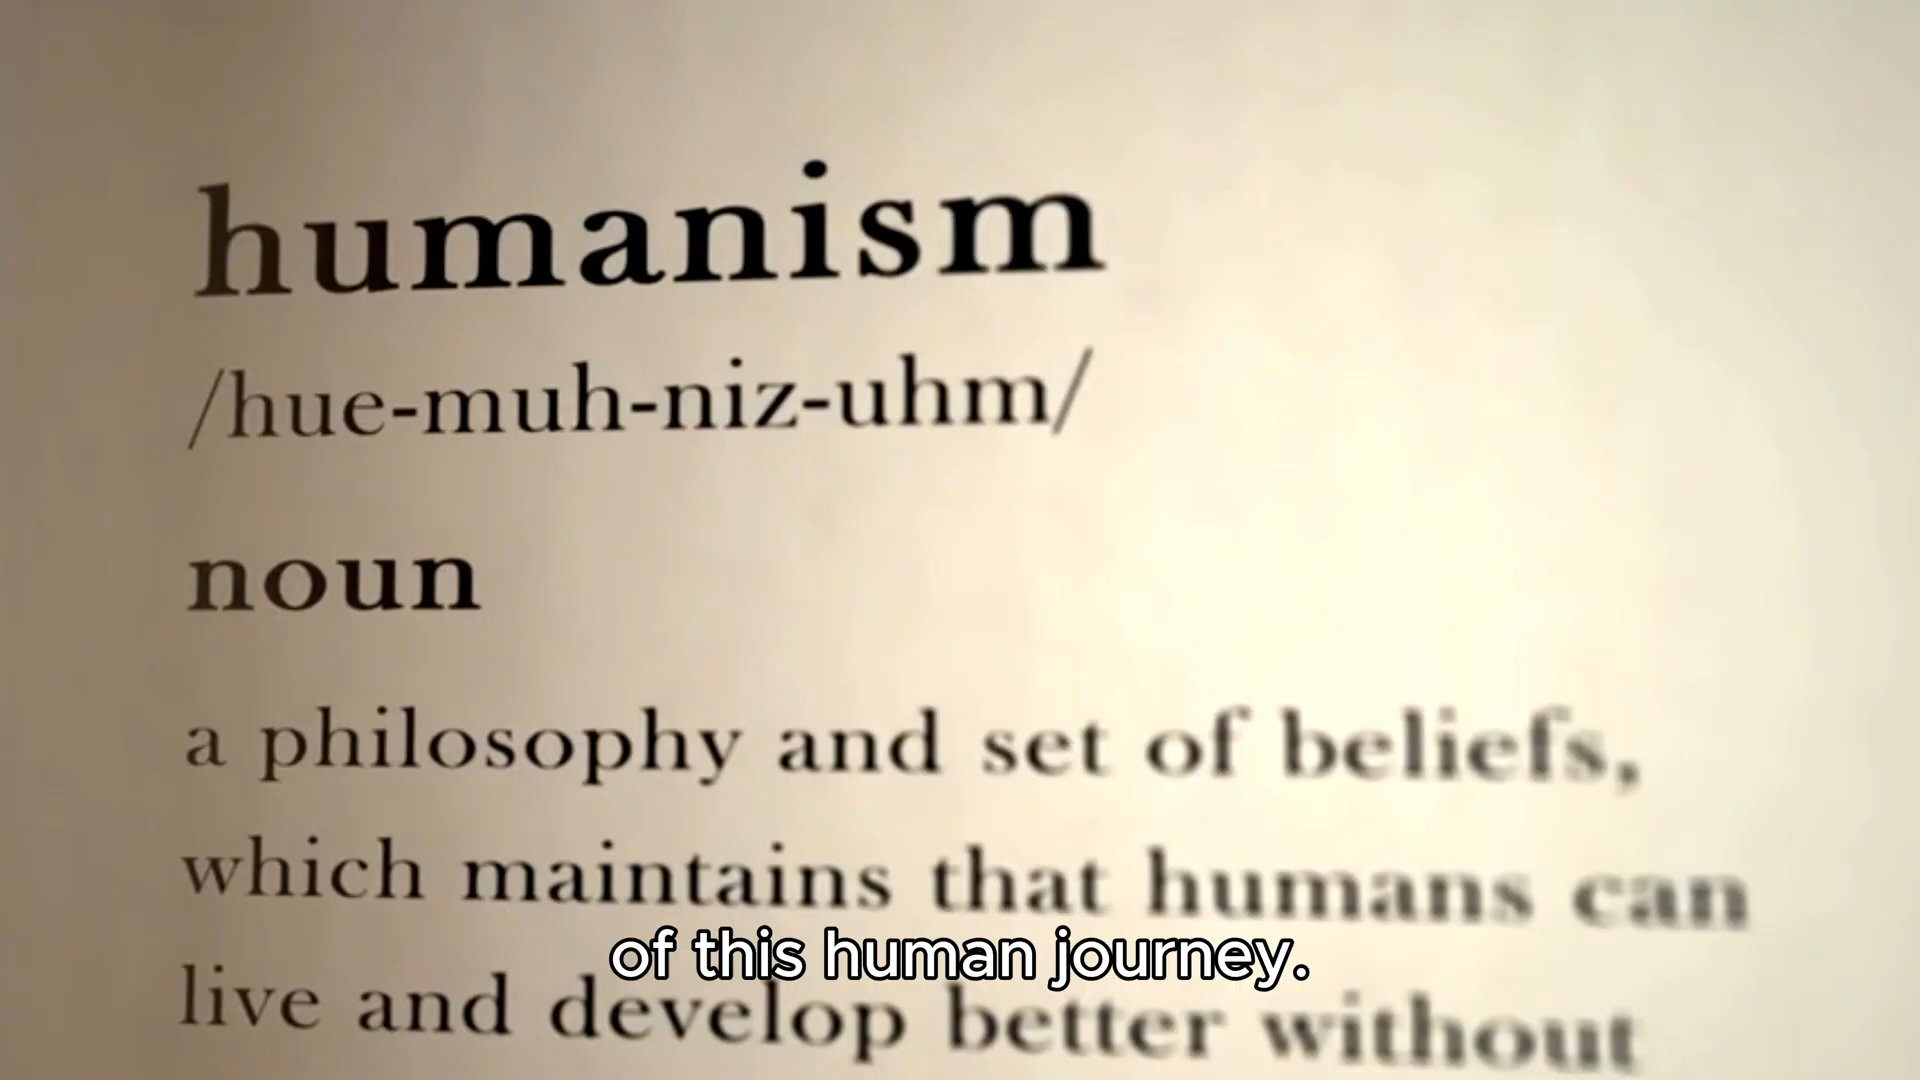 humanism
/hue-muh-niz-uhm/
noun
a philosophy and set of beliefs,
which maintains that humans can
of this human journey.
live and develop better without